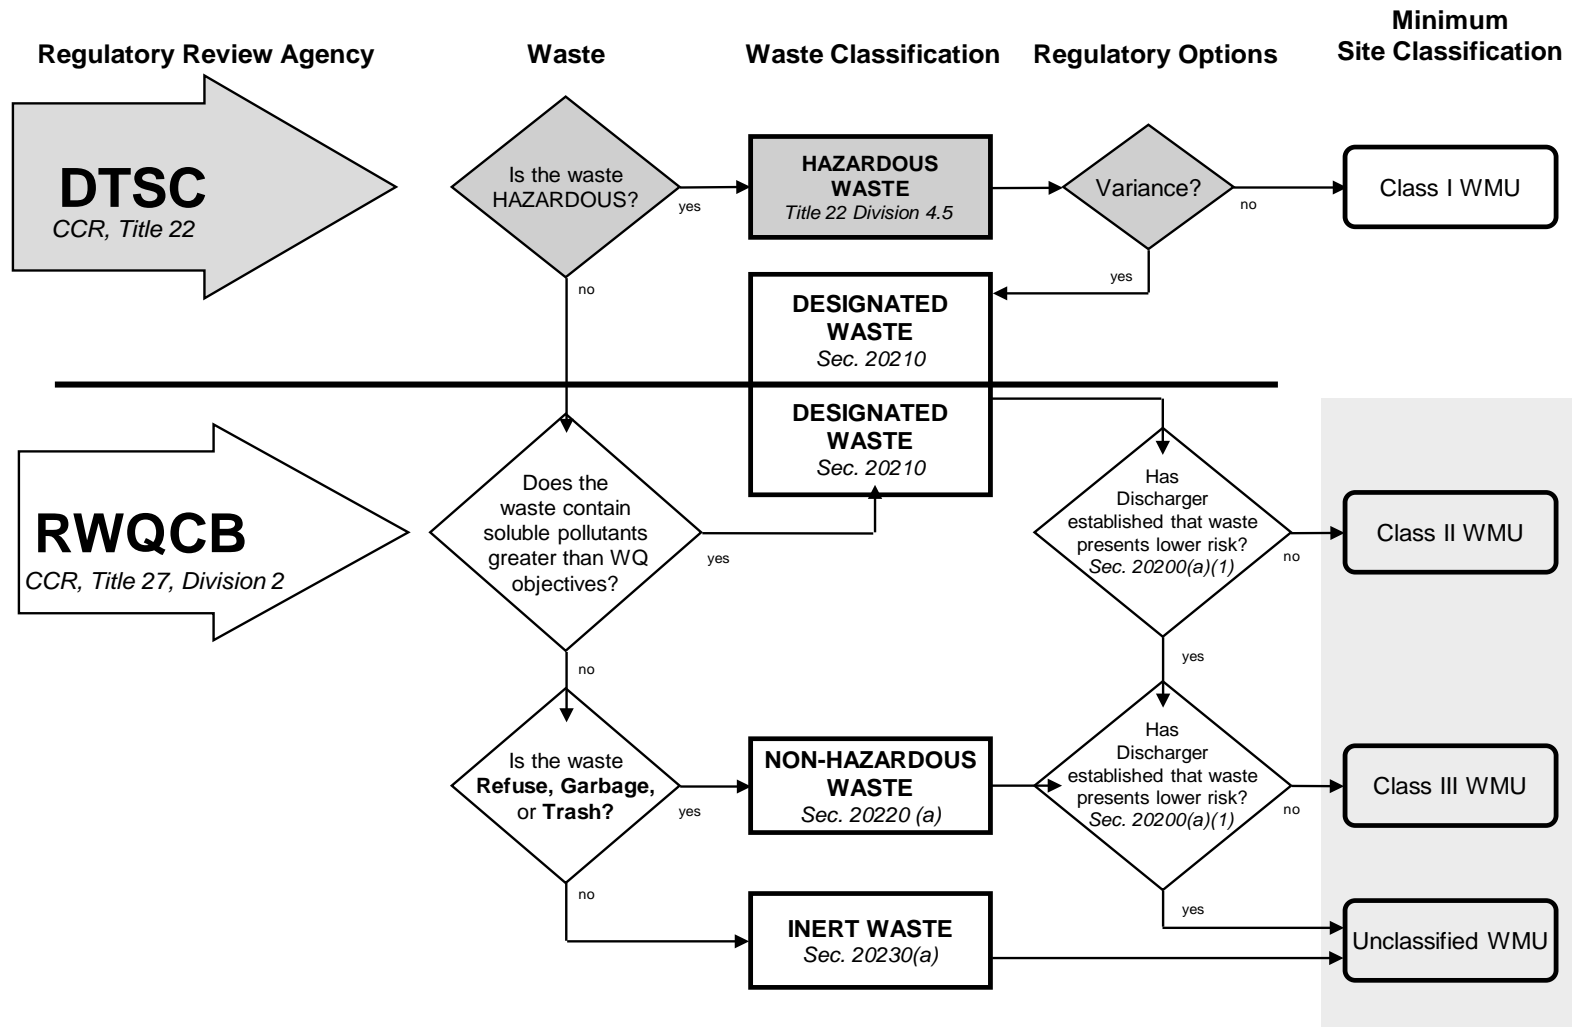 Regulatory Review Agency
Waste
Waste Classification
Regulatory Options
Minimum
Site Classification
DTSC
CCR, Title 22
Is the waste
HAZARDOUS?
yes
HAZARDOUS
WASTE
Title 22 Division 4.5
Variance?
no
Class I WMU
no
yes
DESIGNATED
WASTE
Sec. 20210
DESIGNATED
WASTE
Sec. 20210
RWQCB
CCR, Title 27, Division 2
Does the
waste contain
soluble pollutants
greater than WQ
objectives?
yes
Has
Discharger
established that waste
presents lower risk?
Sec. 20200(a)(1)
no
Class II WMU
no
yes
Is the waste
Refuse, Garbage,
or Trash?
yes
NON-HAZARDOUS
WASTE
Sec. 20220 (a)
Has
Discharger
established that waste
presents lower risk?
Sec. 20200(a)(1)
no
Class III WMU
no
yes
INERT WASTE
Sec. 20230(a)
Unclassified WMU